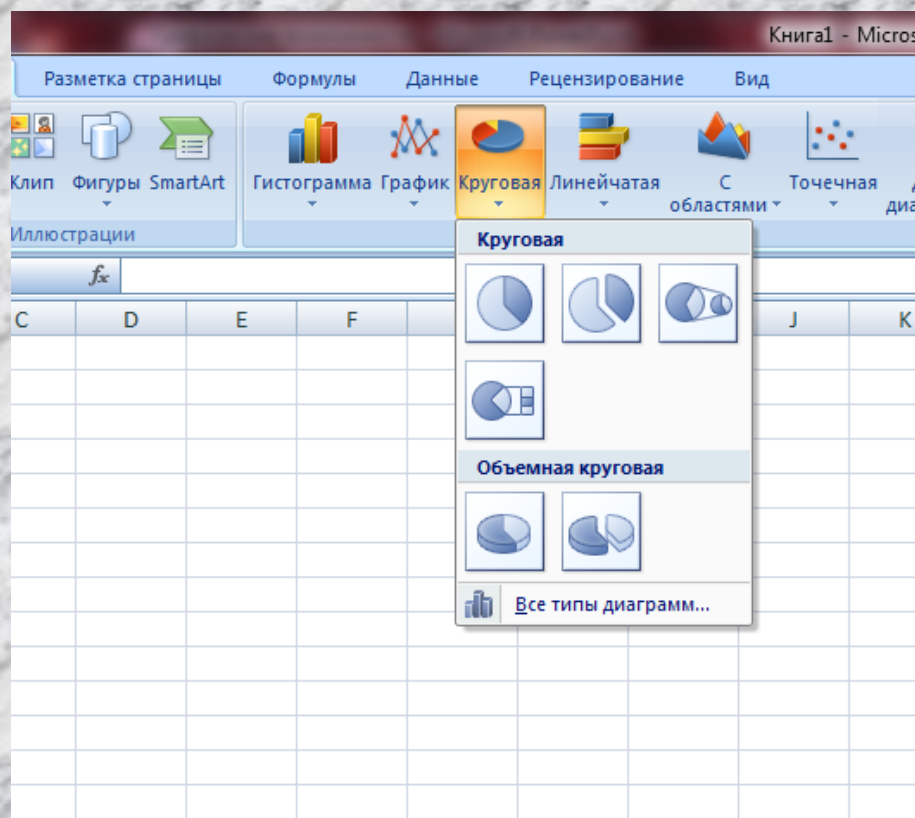 Книга1 - Micros
Разметка страницы Формулы Данные Рецензирование Вид
Клип Фигуры SmartArt Гистограмма График Круговая Линейчатая С областями Точечная
Иллюстрации
Круговая
fx
C D E F J K
Объемная круговая
Все типы диаграмм...